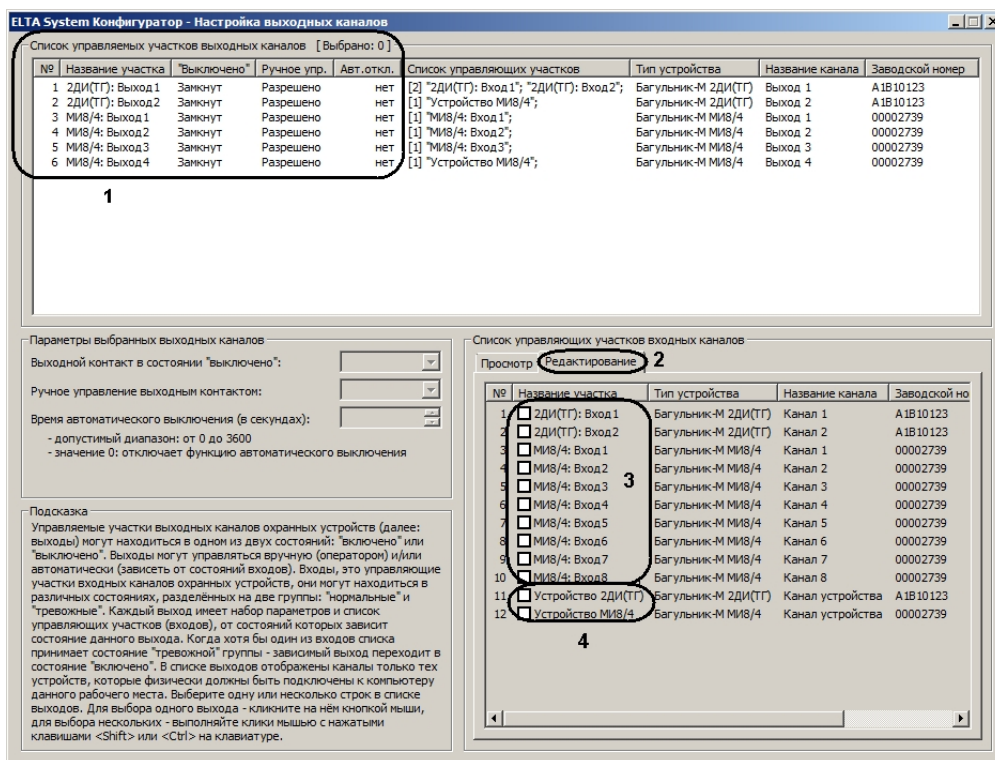 ELTA System Конфигуратор - Настройка выходных каналов
Список управляемых участков выходных каналов [ Выбрано: 0 ]
№ Название участка "Выключено" Ручное упр. Авт.откл. Список управляющих участков Тип устройства Название канала Заводской номер
1 2ДИ(ТГ): Выход1 Замкнут Разрешено нет [2] "2ДИ(ТГ): Вход1"; "2ДИ(ТГ): Вход2"; Багульник-М 2ДИ(ТГ) Выход 1 A1B10123
2 2ДИ(ТГ): Выход2 Замкнут Разрешено нет [1] "Устройство МИ8/4"; Багульник-М 2ДИ(ТГ) Выход 2 A1B10123
3 МИ8/4: Выход1 Замкнут Разрешено нет [1] "МИ8/4: Вход1"; Багульник-М МИ8/4 Выход 1 00002739
4 МИ8/4: Выход2 Замкнут Разрешено нет [1] "МИ8/4: Вход2"; Багульник-М МИ8/4 Выход 2 00002739
5 МИ8/4: Выход3 Замкнут Разрешено нет [1] "МИ8/4: Вход3"; Багульник-М МИ8/4 Выход 3 00002739
6 МИ8/4: Выход4 Замкнут Разрешено нет [1] "Устройство МИ8/4"; Багульник-М МИ8/4 Выход 4 00002739
1
Параметры выбранных выходных каналов
Выходной контакт в состоянии "выключено":
Ручное управление выходным контактом:
Время автоматического выключения (в секундах):
- допустимый диапазон: от 0 до 3600
- значение 0: отключает функцию автоматического выключения
Подсказка
Управляемые участки выходных каналов охранных устройств (далее:
выходы) могут находиться в одном из двух состояний: "включено" или
"выключено". Выходы могут управляться вручную (оператором) и/или
автоматически (зависеть от состояний входов). Входы, это управляющие
участки входных каналов охранных устройств, они могут находиться в
различных состояниях, разделённых на две группы: "нормальные" и
"тревожные". Каждый выход имеет набор параметров и список
управляющих участков (входов), от состояний которых зависит
состояние данного выхода. Когда хотя бы один из входов списка
принимает состояние "тревожной" группы - зависимый выход переходит в
состояние "включено". В списке выходов отображены каналы только тех
устройств, которые физически должны быть подключены к компьютеру
данного рабочего места. Выберите одну или несколько строк в списке
выходов. Для выбора одного выхода - кликните на нём кнопкой мыши,
для выбора нескольких - выполняйте клики мышью с нажатыми
клавишами <Shift> или <Ctrl> на клавиатуре.
Список управляющих участков входных каналов
Просмотр Редактирование 2
№ Название участка Тип устройства Название канала Заводской но
1 2ДИ(ТГ): Вход1 Багульник-М 2ДИ(ТГ) Канал 1 A1B10123
2 2ДИ(ТГ): Вход2 Багульник-М 2ДИ(ТГ) Канал 2 A1B10123
3 МИ8/4: Вход1 Багульник-М МИ8/4 Канал 1 00002739
4 МИ8/4: Вход2 Багульник-М МИ8/4 Канал 2 00002739
5 МИ8/4: Вход3 3 Багульник-М МИ8/4 Канал 3 00002739
6 МИ8/4: Вход4 Багульник-М МИ8/4 Канал 4 00002739
7 МИ8/4: Вход5 Багульник-М МИ8/4 Канал 5 00002739
8 МИ8/4: Вход6 Багульник-М МИ8/4 Канал 6 00002739
9 МИ8/4: Вход7 Багульник-М МИ8/4 Канал 7 00002739
10 МИ8/4: Вход8 Багульник-М МИ8/4 Канал 8 00002739
11 Устройство 2ДИ(ТГ) Багульник-М 2ДИ(ТГ) Канал устройства A1B10123
12 Устройство МИ8/4 Багульник-М МИ8/4 Канал устройства 00002739
4